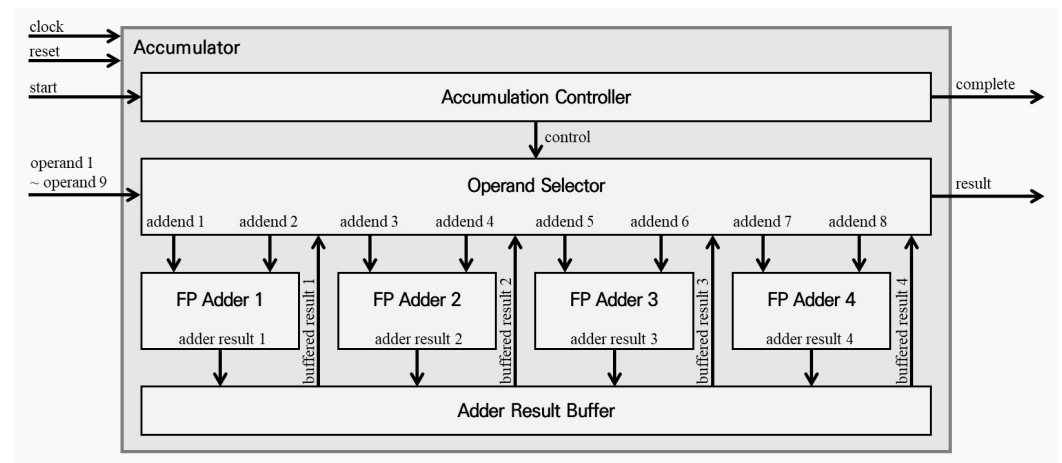 clock
Accumulator
reset
start
Accumulation Controller
complete
control
operand 1
~ operand 9
Operand Selector
result
addend 1
addend 2
addend 3
addend 4
addend 5
addend 6
addend 7
addend 8
FP Adder 1
adder result 1
buffered result 1
FP Adder 2
adder result 2
buffered result 2
FP Adder 3
adder result 3
buffered result 3
FP Adder 4
adder result 4
buffered result 4
Adder Result Buffer